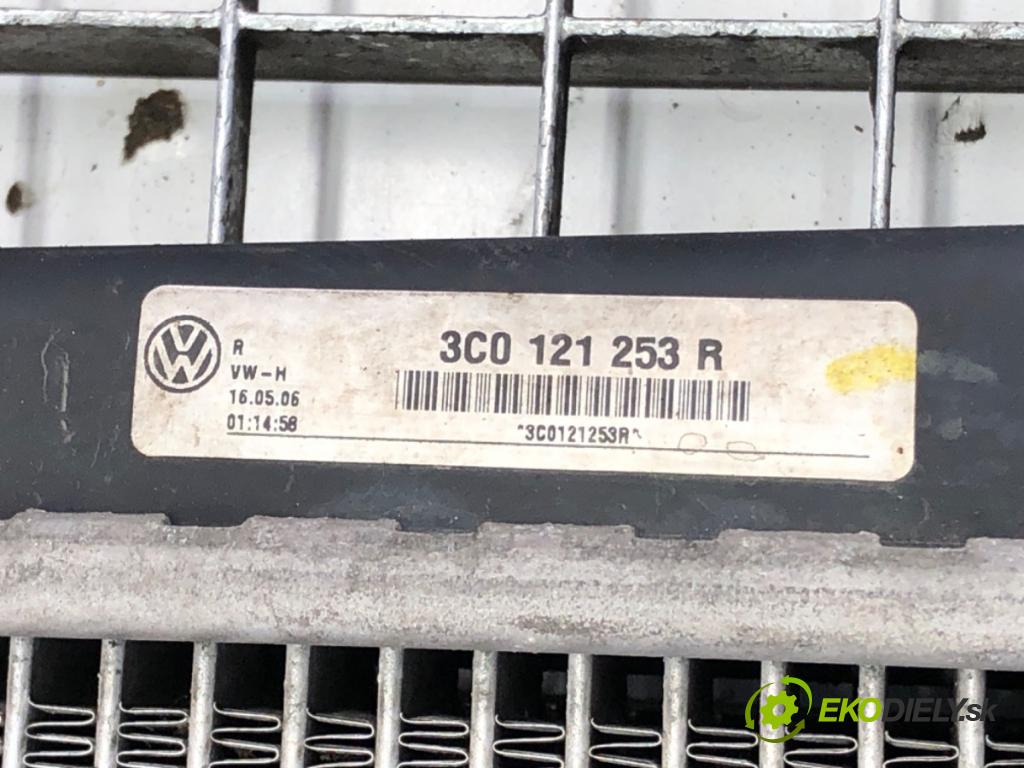 R
VW-H
16.05.06
01:14:58
3C0 121 253 R
*3C0121253R*
EKODIELY.sk